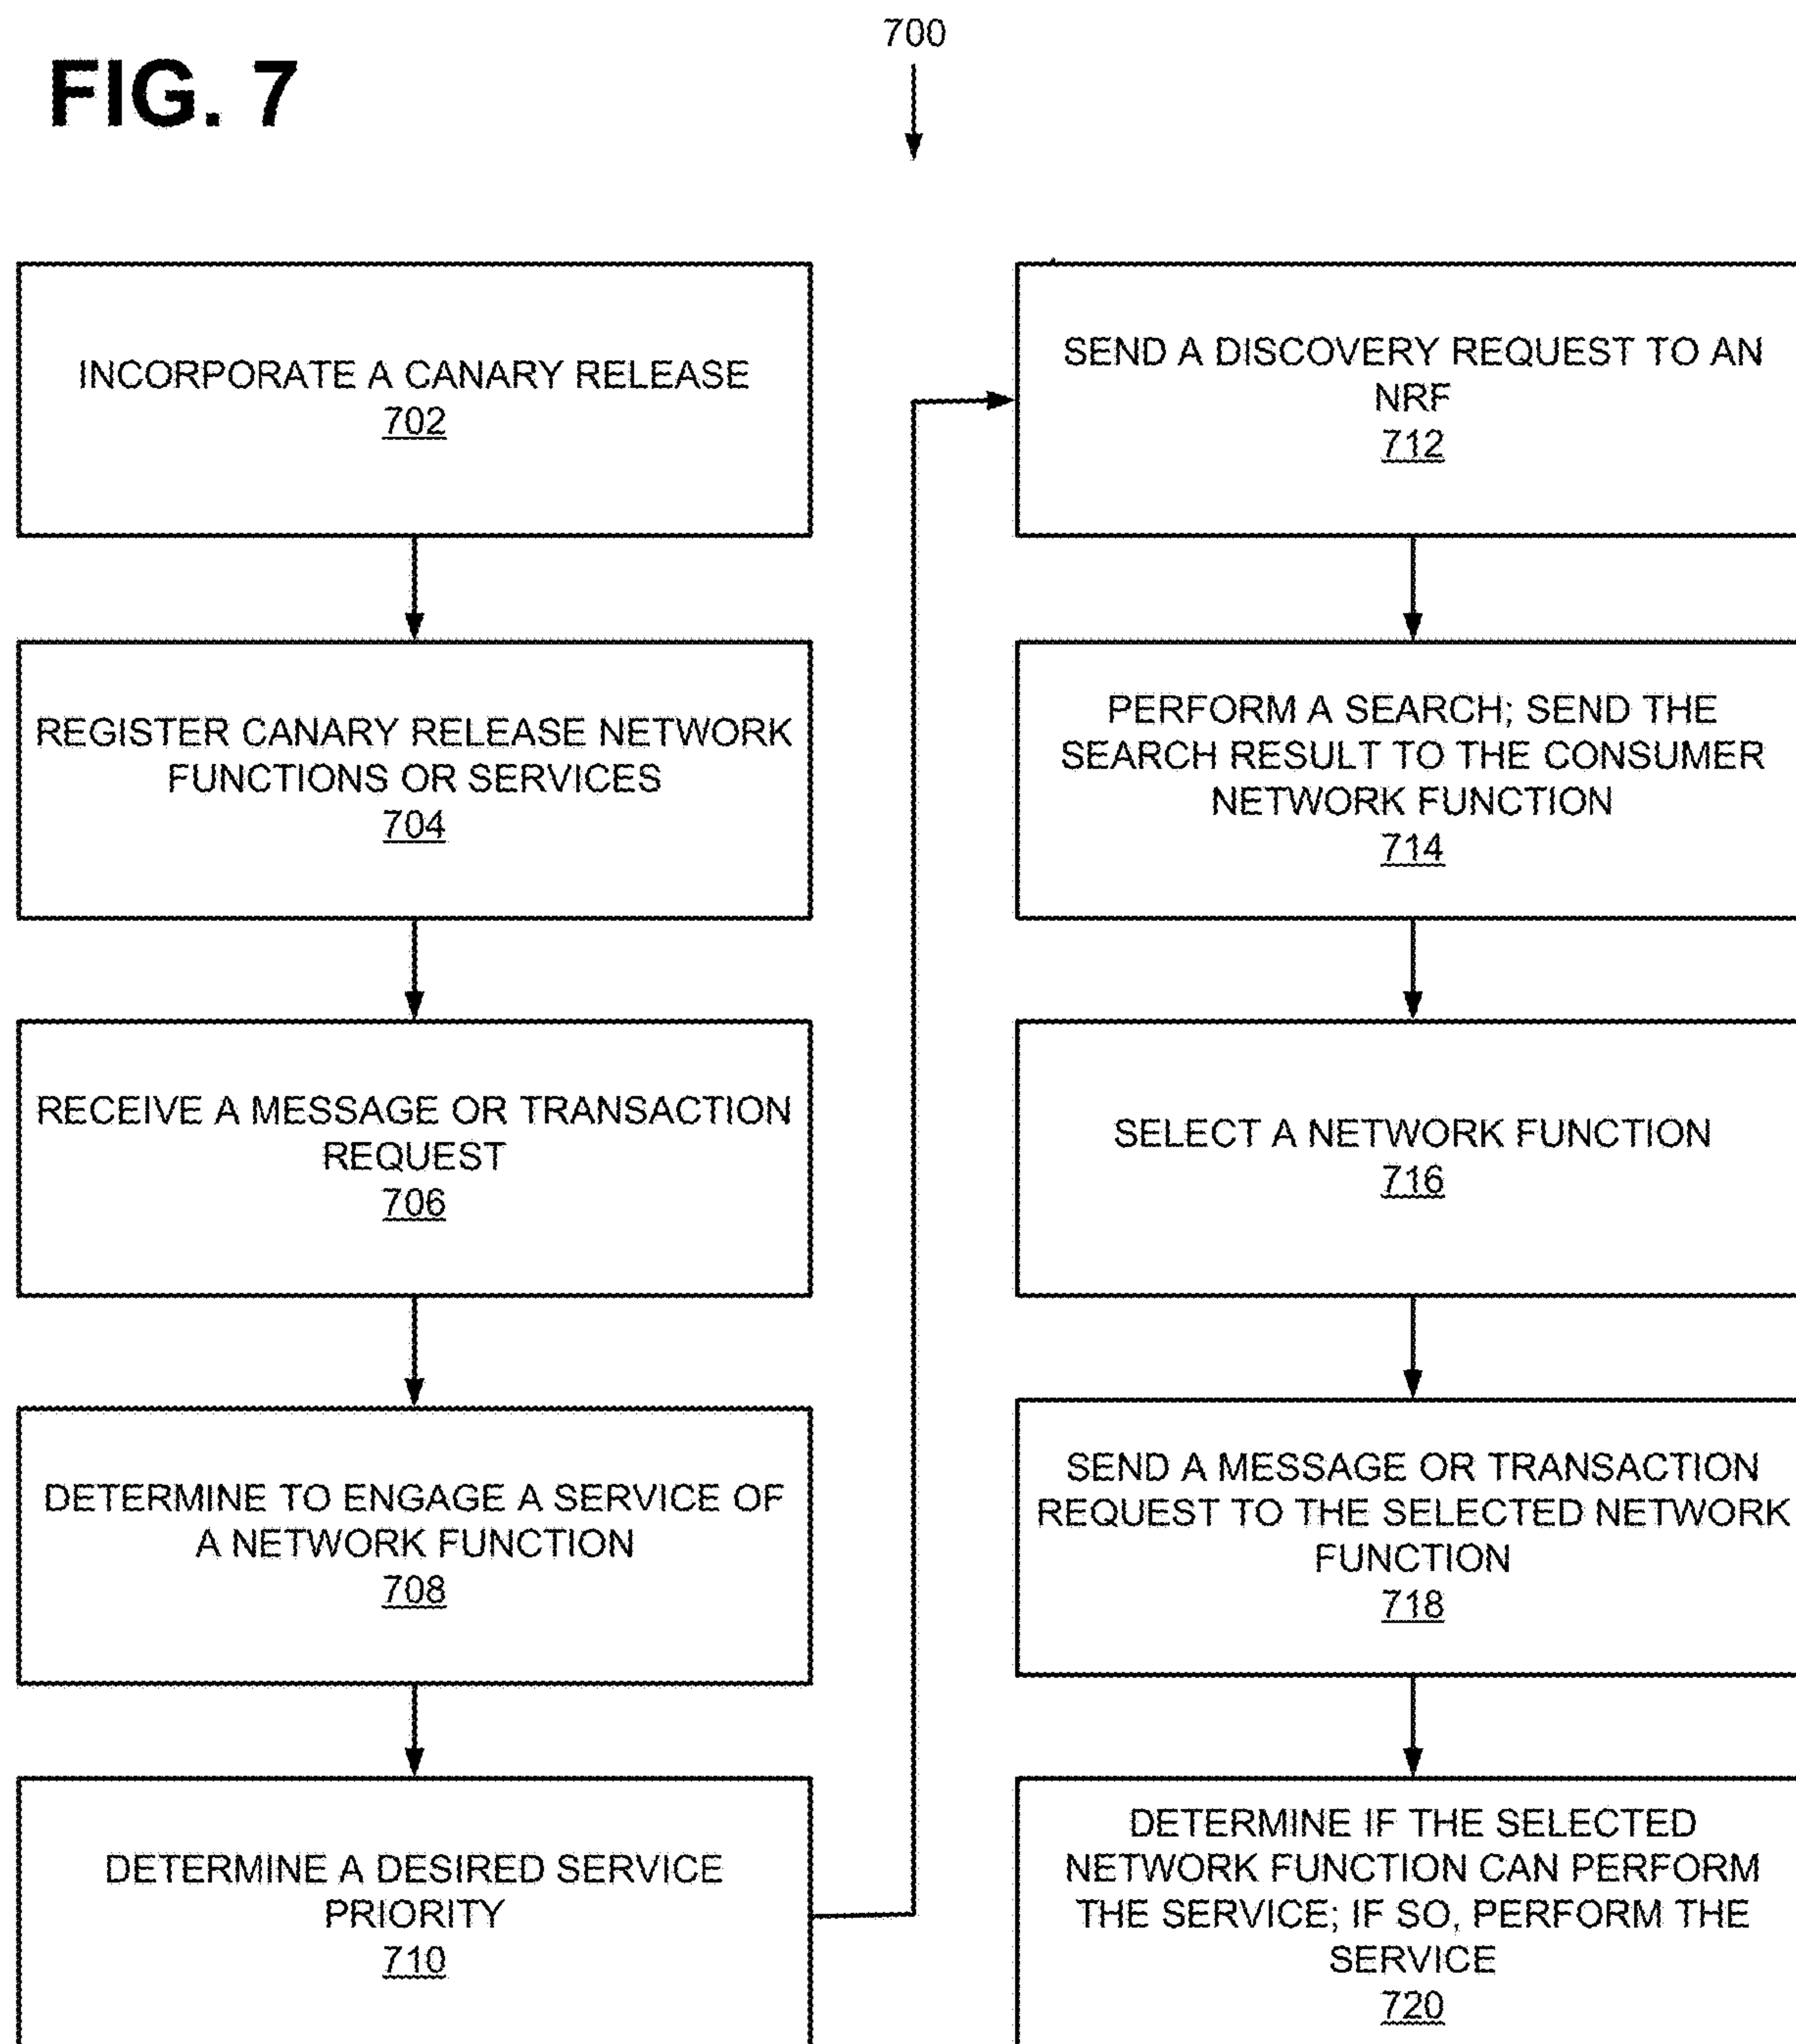 FIG. 7
700
INCORPORATE A CANARY RELEASE
702
REGISTER CANARY RELEASE NETWORK
FUNCTIONS OR SERVICES
704
RECEIVE A MESSAGE OR TRANSACTION
REQUEST
706
DETERMINE TO ENGAGE A SERVICE OF
A NETWORK FUNCTION
708
DETERMINE A DESIRED SERVICE
PRIORITY
710
SEND A DISCOVERY REQUEST TO AN
NRF
712
PERFORM A SEARCH; SEND THE
SEARCH RESULT TO THE CONSUMER
NETWORK FUNCTION
714
SELECT A NETWORK FUNCTION
716
SEND A MESSAGE OR TRANSACTION
REQUEST TO THE SELECTED NETWORK
FUNCTION
718
DETERMINE IF THE SELECTED
NETWORK FUNCTION CAN PERFORM
THE SERVICE; IF SO, PERFORM THE
SERVICE
720